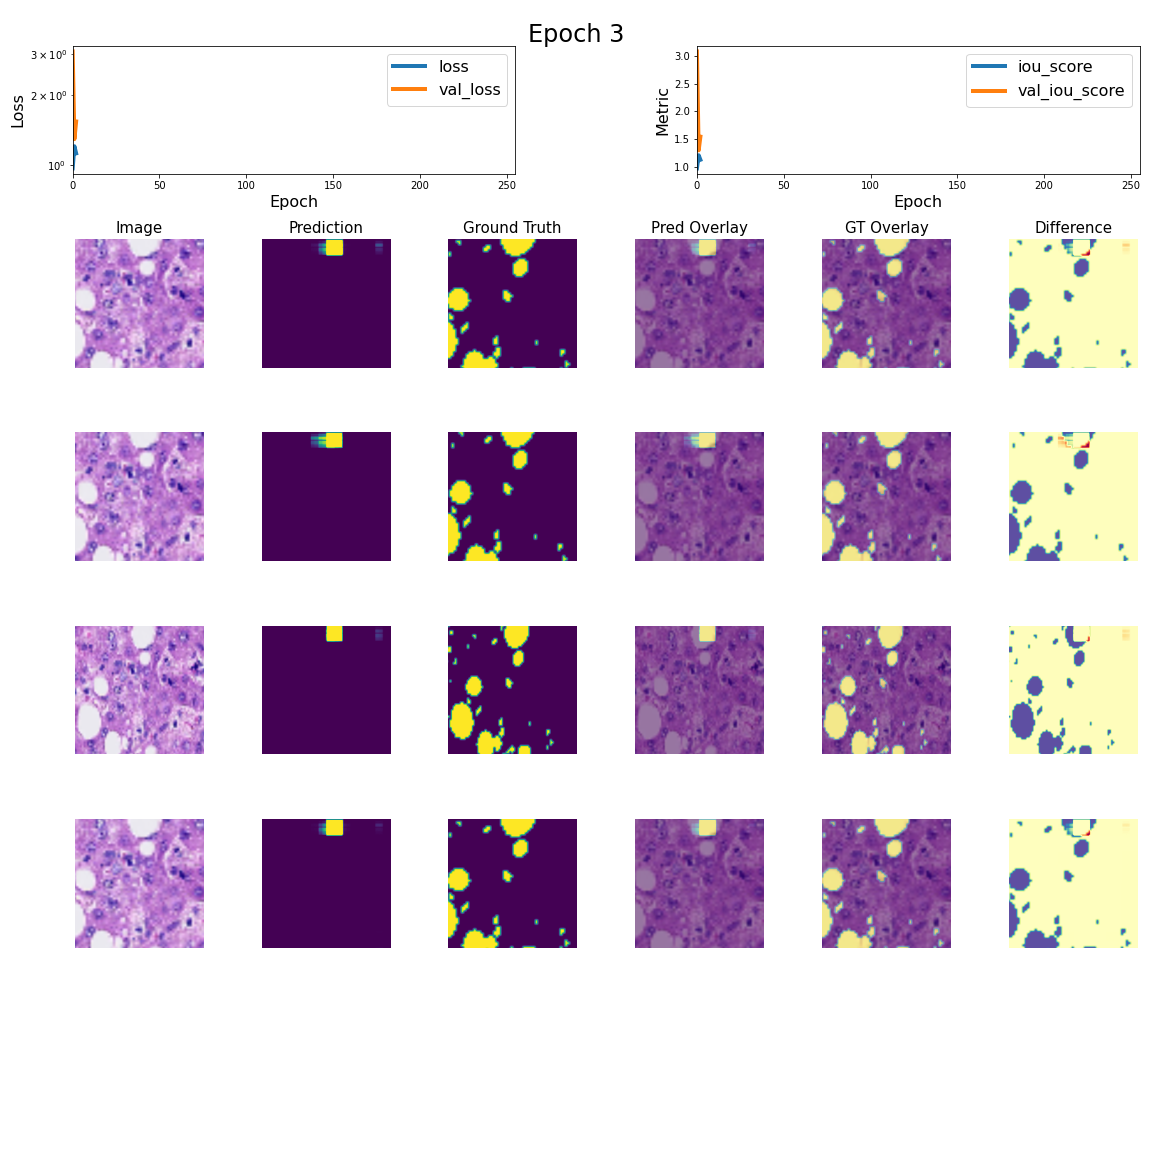 Epoch 3
3 × 10⁰
2 × 10⁰
10⁰
Loss
loss
val_loss
0 50 100 150 200 250
Epoch
3.0
2.5
2.0
1.5
1.0
Metric
iou_score
val_iou_score
0 50 100 150 200 250
Epoch
Image Prediction Ground Truth Pred Overlay GT Overlay Difference